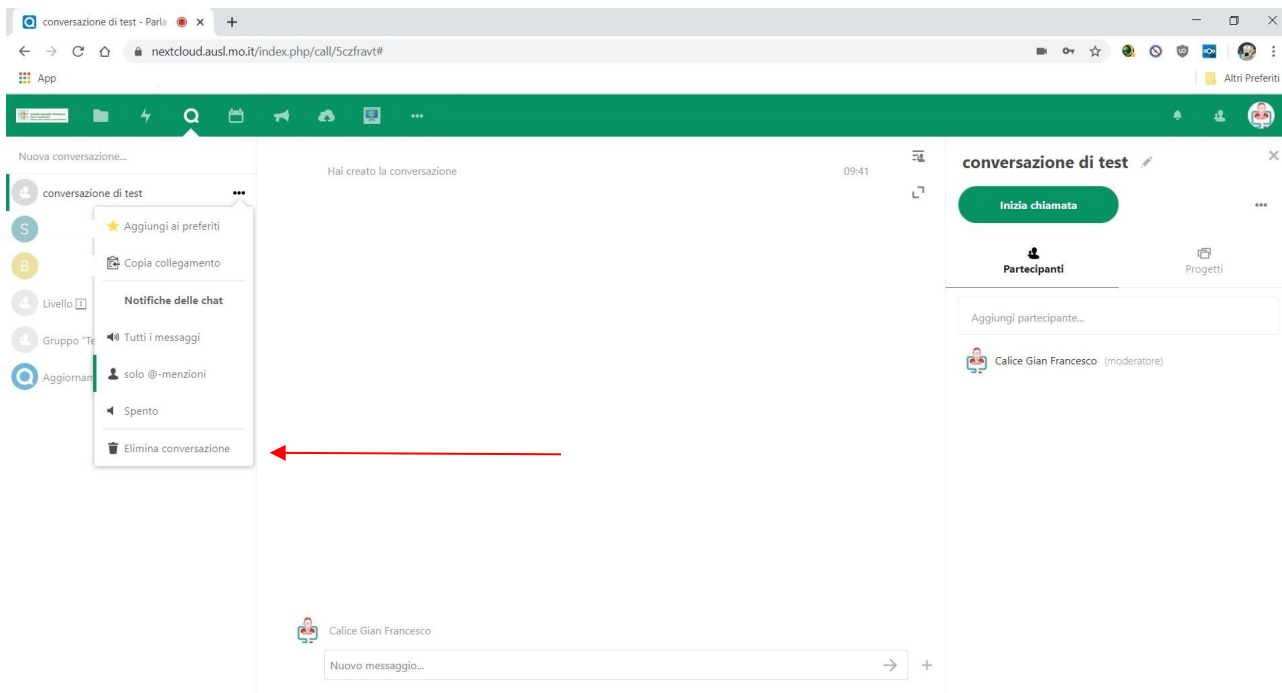 conversazione di test - Parla
nextcloud.ausl.mo.it/index.php/call/5czfravt#
App
Altri Preferiti
Nuova conversazione...
conversazione di test
S
B
Livello 1
Gruppo "Te
Aggiornam
Aggiungi ai preferiti
Copia collegamento
Notifiche delle chat
Tutti i messaggi
solo @-menzioni
Spento
Elimina conversazione
Hai creato la conversazione
09:41
Calice Gian Francesco
Nuovo messaggio...
conversazione di test
Inizia chiamata
Partecipanti
Progetti
Aggiungi partecipante...
Calice Gian Francesco (moderatore)